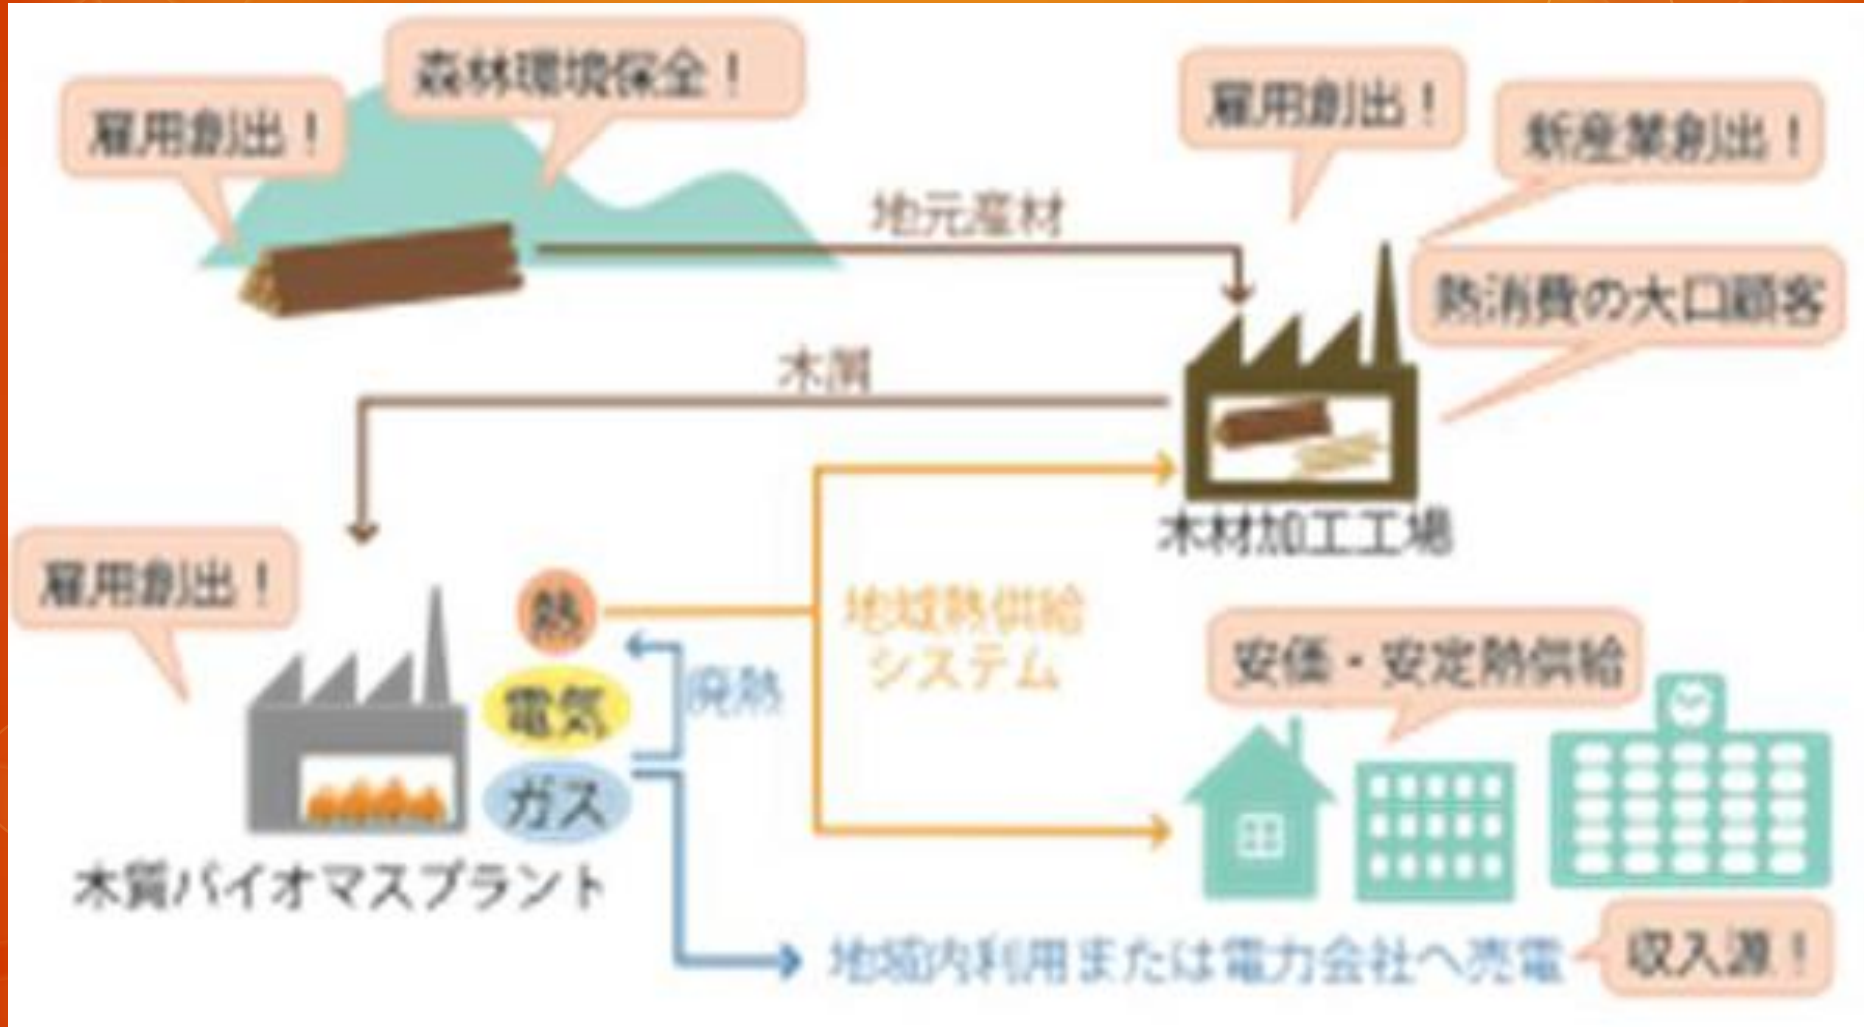 森林環境保全！
雇用創出！
雇用創出！
新産業創出！
地元産材
熱消費の大口顧客
木屑
木材加工工場
雇用創出！
熱
地域熱供給
システム
安価・安定熱供給
廃熱
電気
ガス
木質バイオマスプラント
収入源！
地域内利用または電力会社へ売電